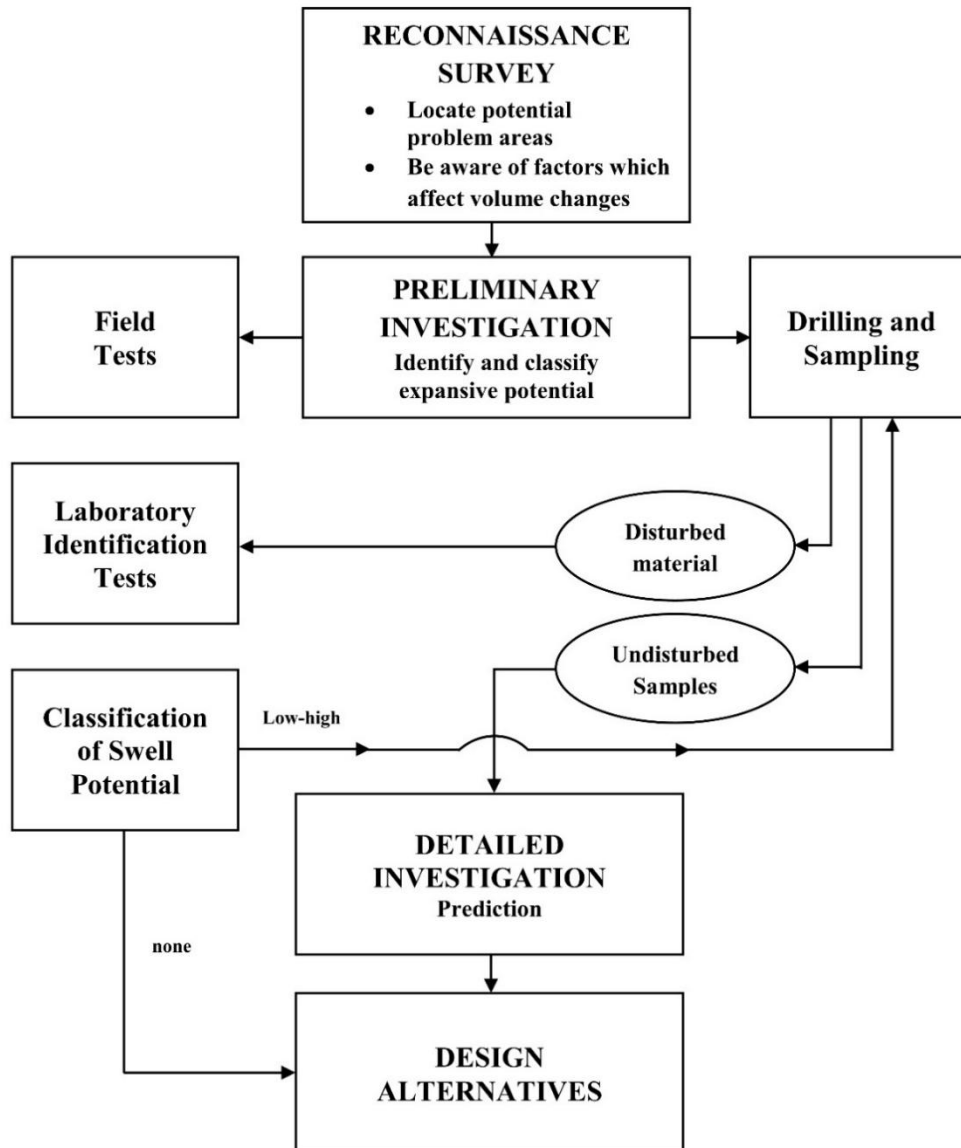 RECONNAISSANCE
SURVEY
• Locate potential
problem areas
• Be aware of factors which
affect volume changes
Field
Tests
PRELIMINARY
INVESTIGATION
Identify and classify
expansive potential
Drilling and
Sampling
Laboratory
Identification
Tests
Disturbed
material
Undisturbed
Samples
Classification
of Swell
Potential
Low-high
DETAILED
INVESTIGATION
Prediction
none
DESIGN
ALTERNATIVES